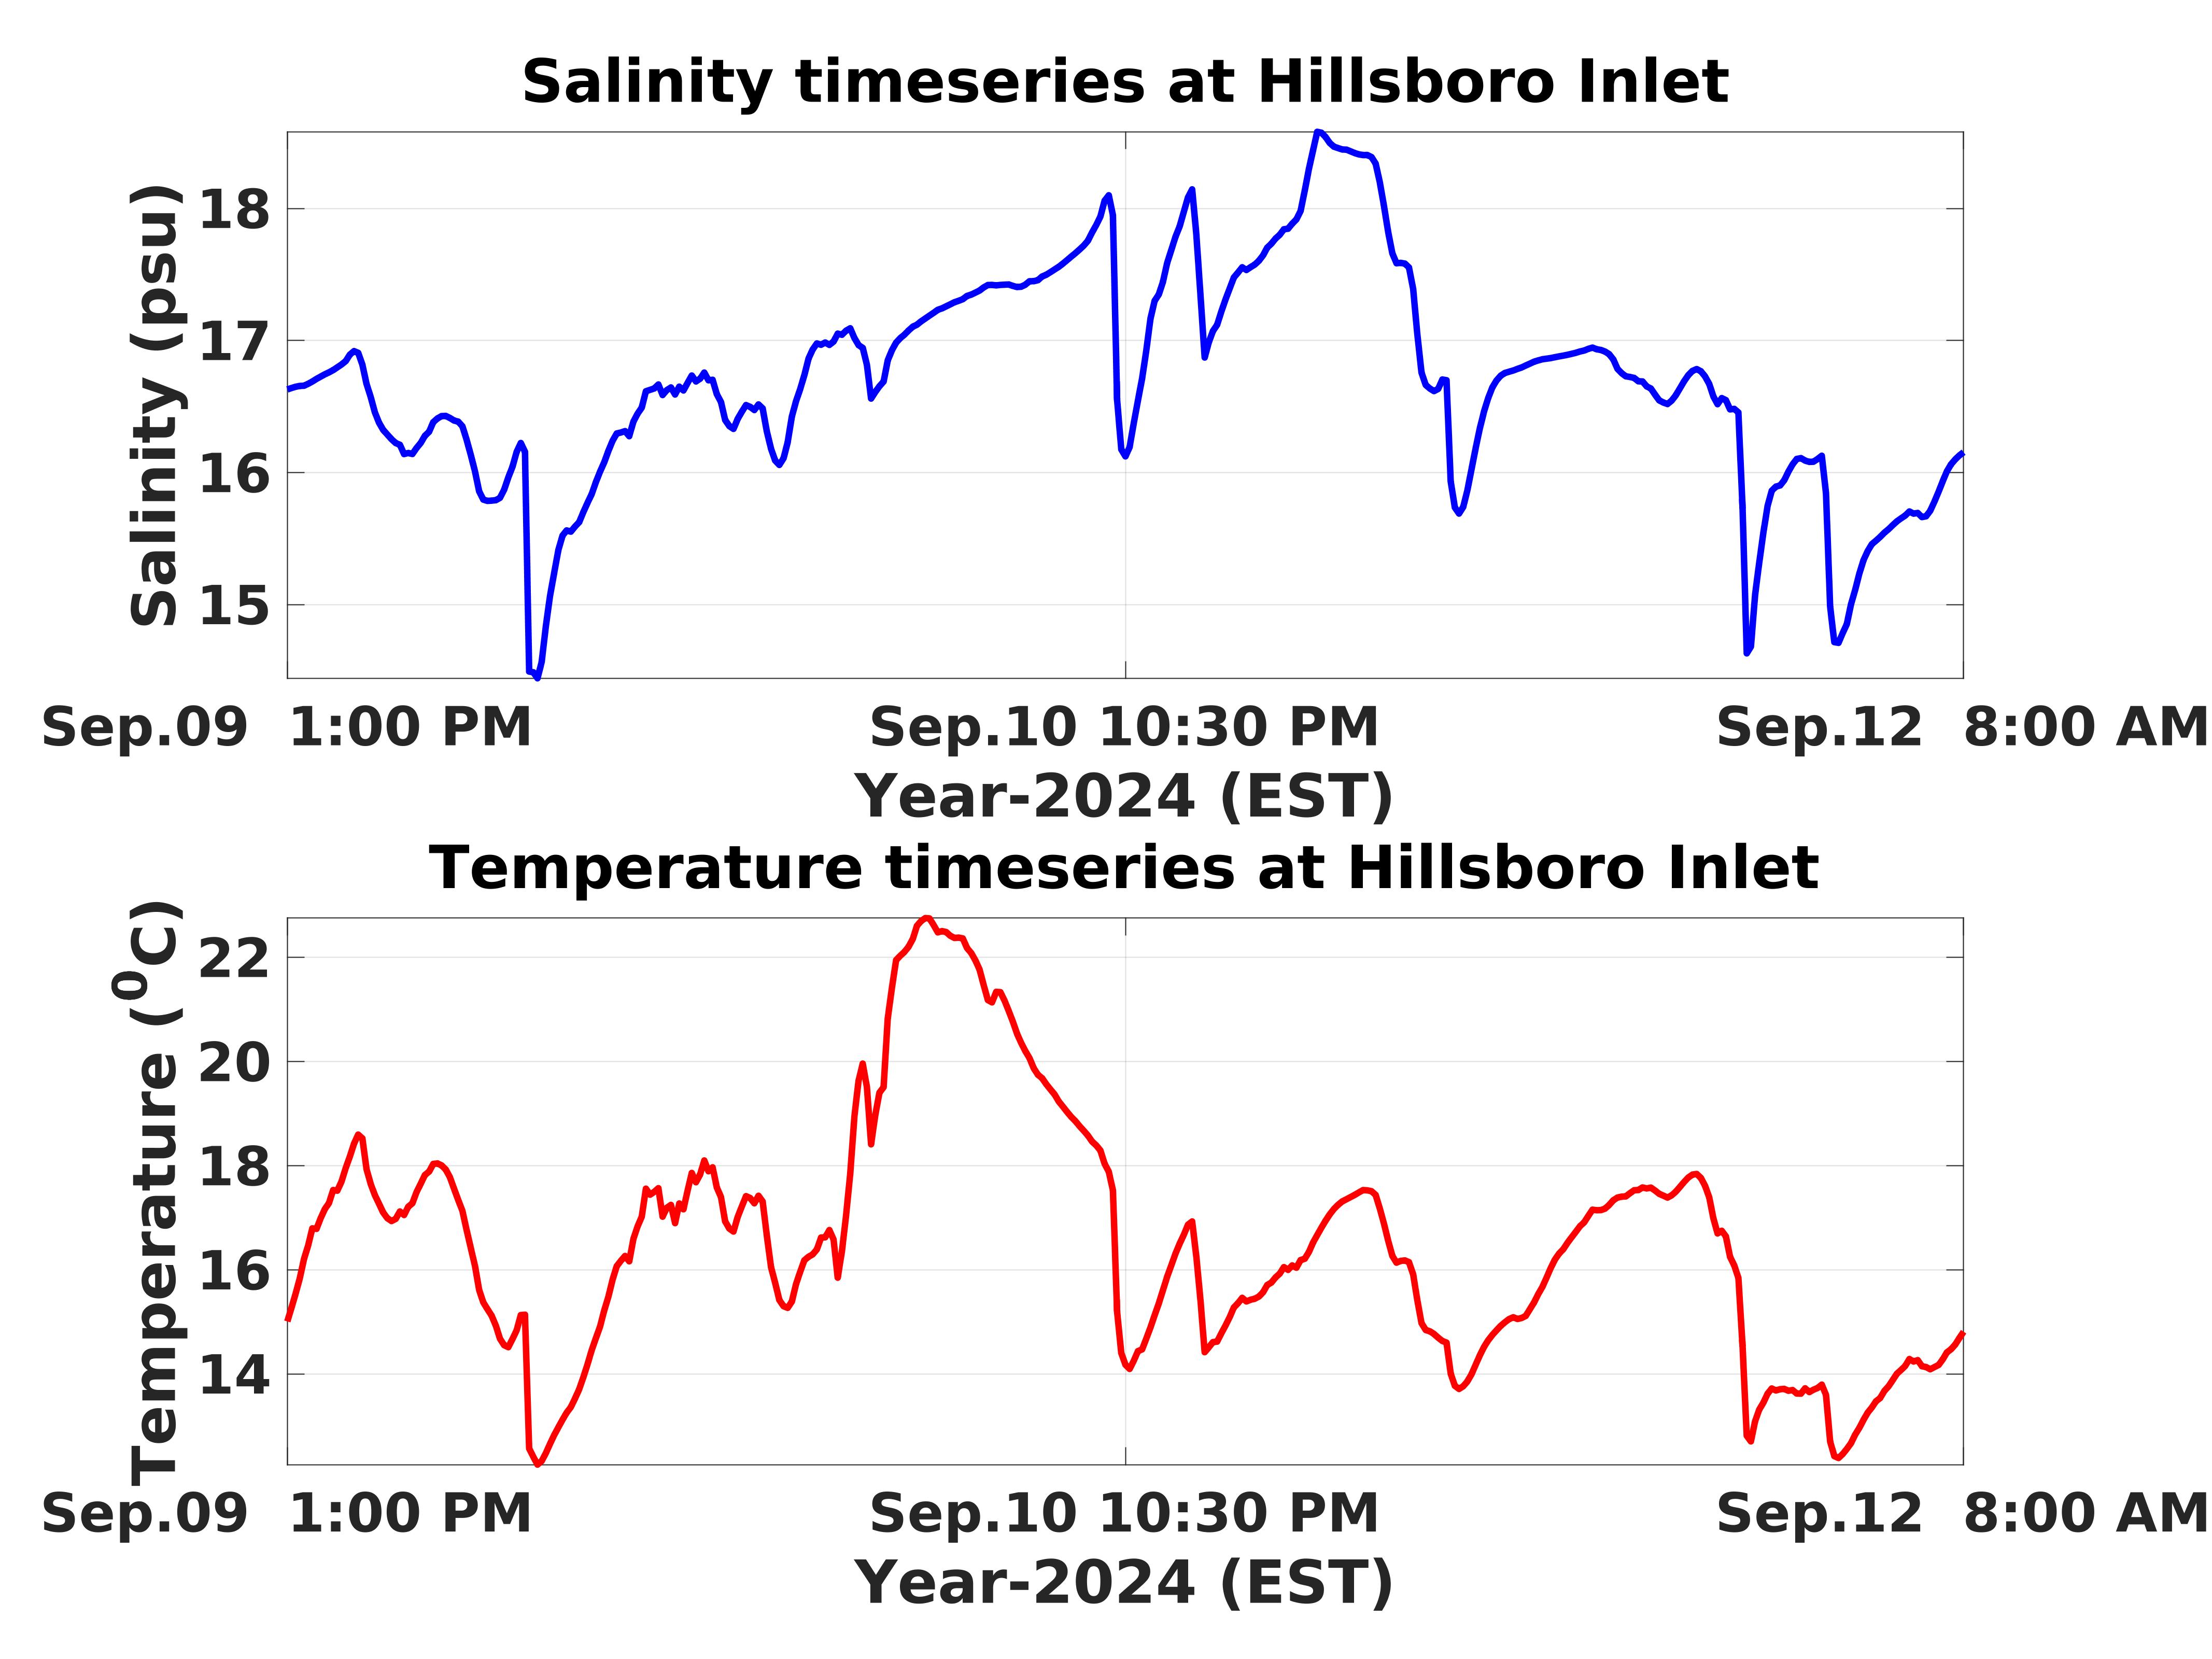 Salinity timeseries at Hillsboro Inlet
Salinity (psu)
18
17
16
15
Sep.09 1:00 PM Sep.10 10:30 PM Sep.12 8:00 AM
Year-2024 (EST)
Temperature timeseries at Hillsboro Inlet
Temperature (⁰C)
22
20
18
16
14
Sep.09 1:00 PM Sep.10 10:30 PM Sep.12 8:00 AM
Year-2024 (EST)